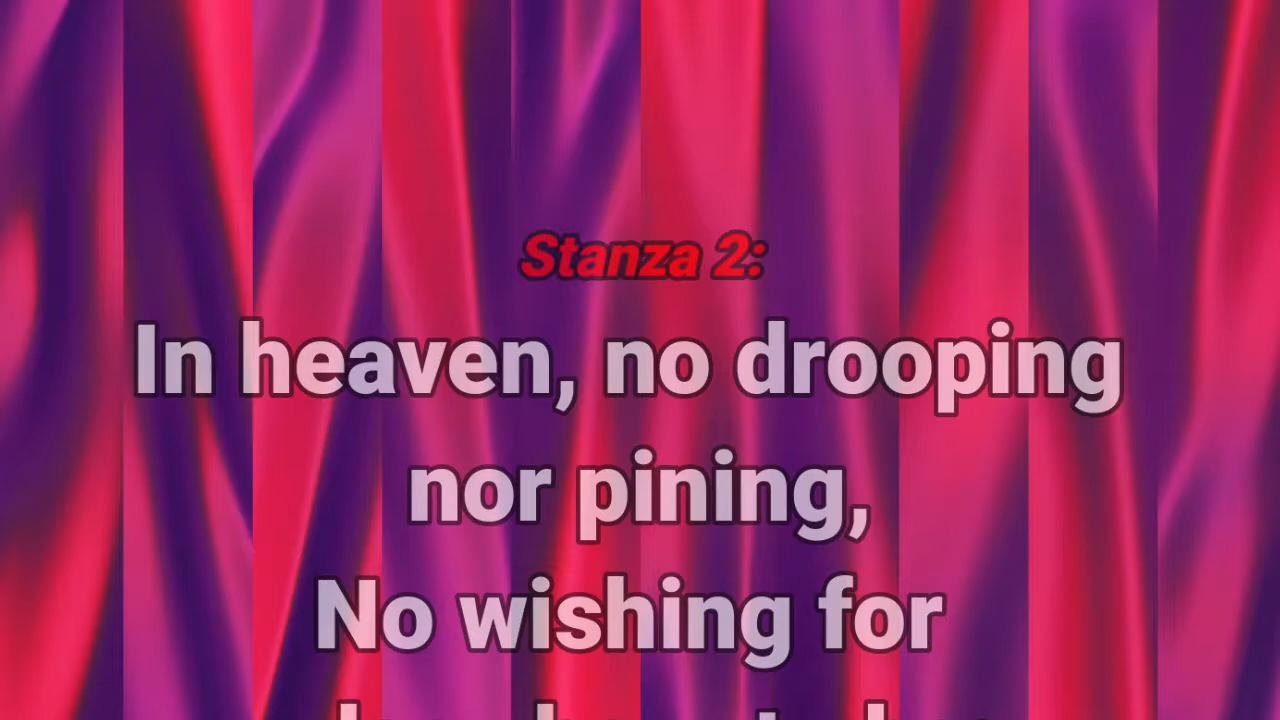 Stanza 2:
In heaven, no drooping
nor pining,
No wishing for